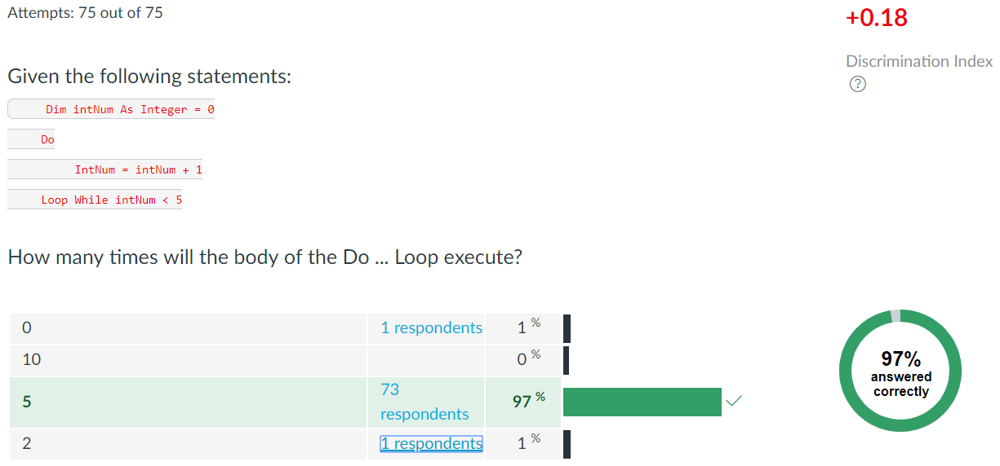 Attempts: 75 out of 75
+0.18
Discrimination Index
?
Given the following statements:
Dim intNum As Integer = 0
Do
IntNum = intNum + 1
Loop While intNum < 5
How many times will the body of the Do ... Loop execute?
0 1 respondents 1 %
10 0 %
5 73 respondents 97 %
2 1 respondents 1 %
97%
answered
correctly